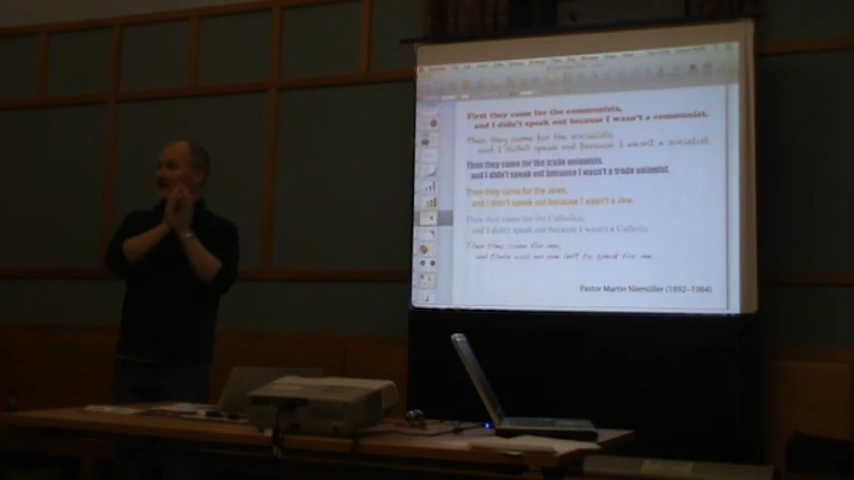 First they came for the communists,
and I didn't speak out because I wasn't a communist.
Then they came for the socialists,
and I didn't speak out because I wasn't a socialist.
Then they came for the trade unionists,
and I didn't speak out because I wasn't a trade unionist.
Then they came for the Jews,
and I didn't speak out because I wasn't a Jew.
Then they came for the Catholics,
and I didn't speak out because I wasn't a Catholic.
Then they came for me,
and there was no one left to speak for me.
Pastor Martin Niemöller (1892–1984)